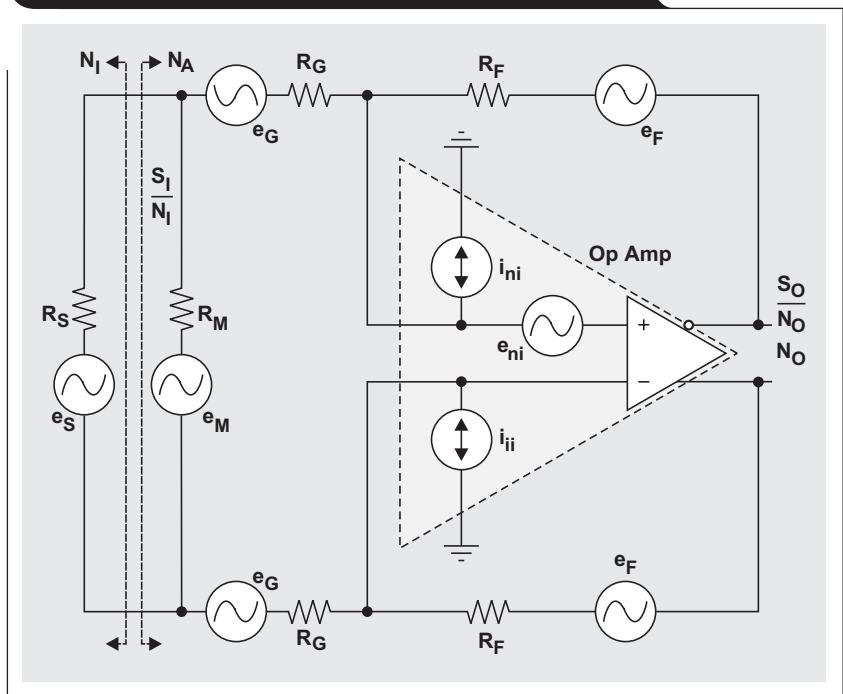 N_I N_A
R_G
R_F
e_G
e_F
S_I
N_I
i_ni
Op Amp
S_O
N_O
R_S
R_M
e_ni
+
N_O
e_S
e_M
−
i_ii
e_G
e_F
R_G
R_F